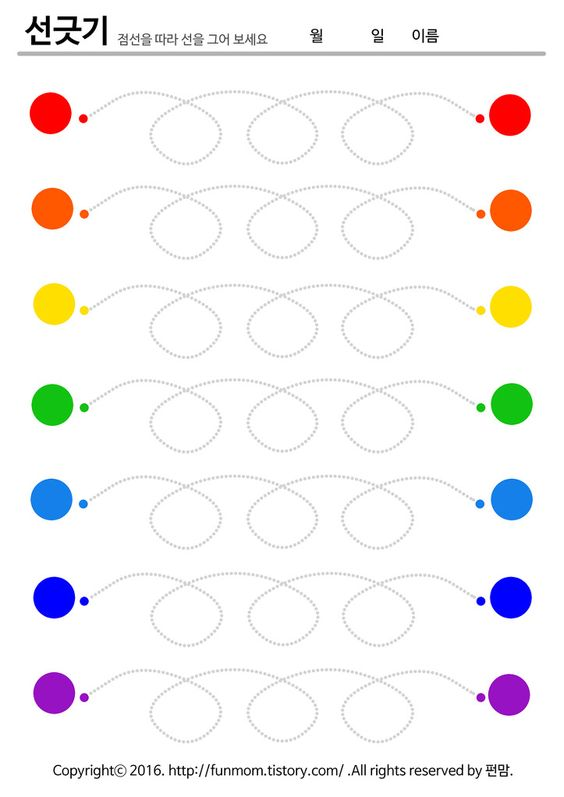 선긋기 점선을 따라 선을 그어 보세요 월 일 이름
Copyrightⓒ 2016. http://funmom.tistory.com/ .All rights reserved by 펀맘.